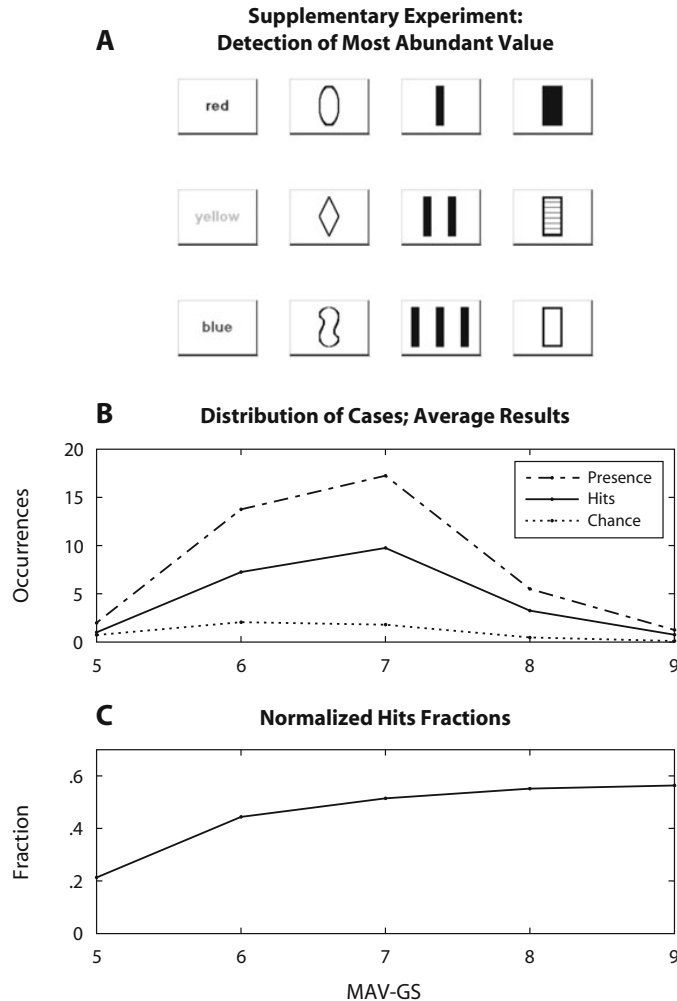 Supplementary Experiment:
A Detection of Most Abundant Value
red
yellow
blue
B Distribution of Cases; Average Results
20
15
10
5
0
Occurrences
Presence
Hits
Chance
5 6 7 8 9
C Normalized Hits Fractions
.6
.4
.2
0
Fraction
5 6 7 8 9
MAV-GS